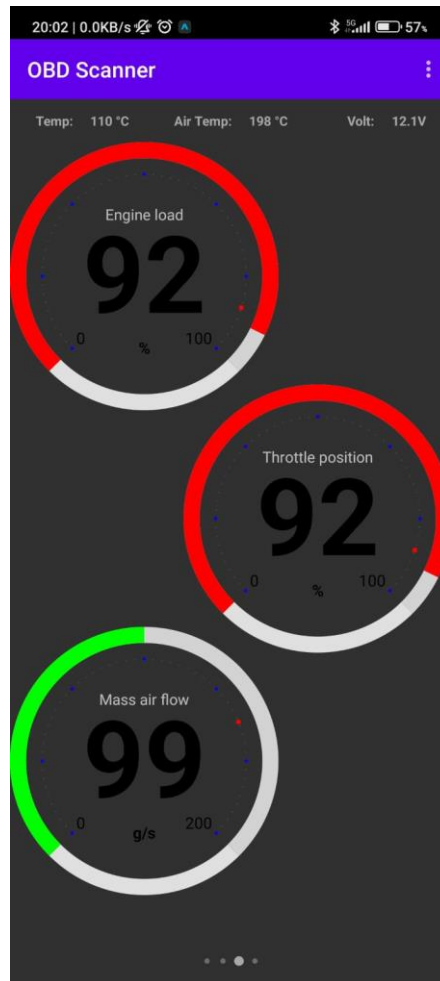 20:02 | 0.0KB/s 5G 57%
OBD Scanner
Temp: 110 °C Air Temp: 198 °C Volt: 12.1V
Engine load
92
0 % 100
Throttle position
92
0 % 100
Mass air flow
99
0 g/s 200